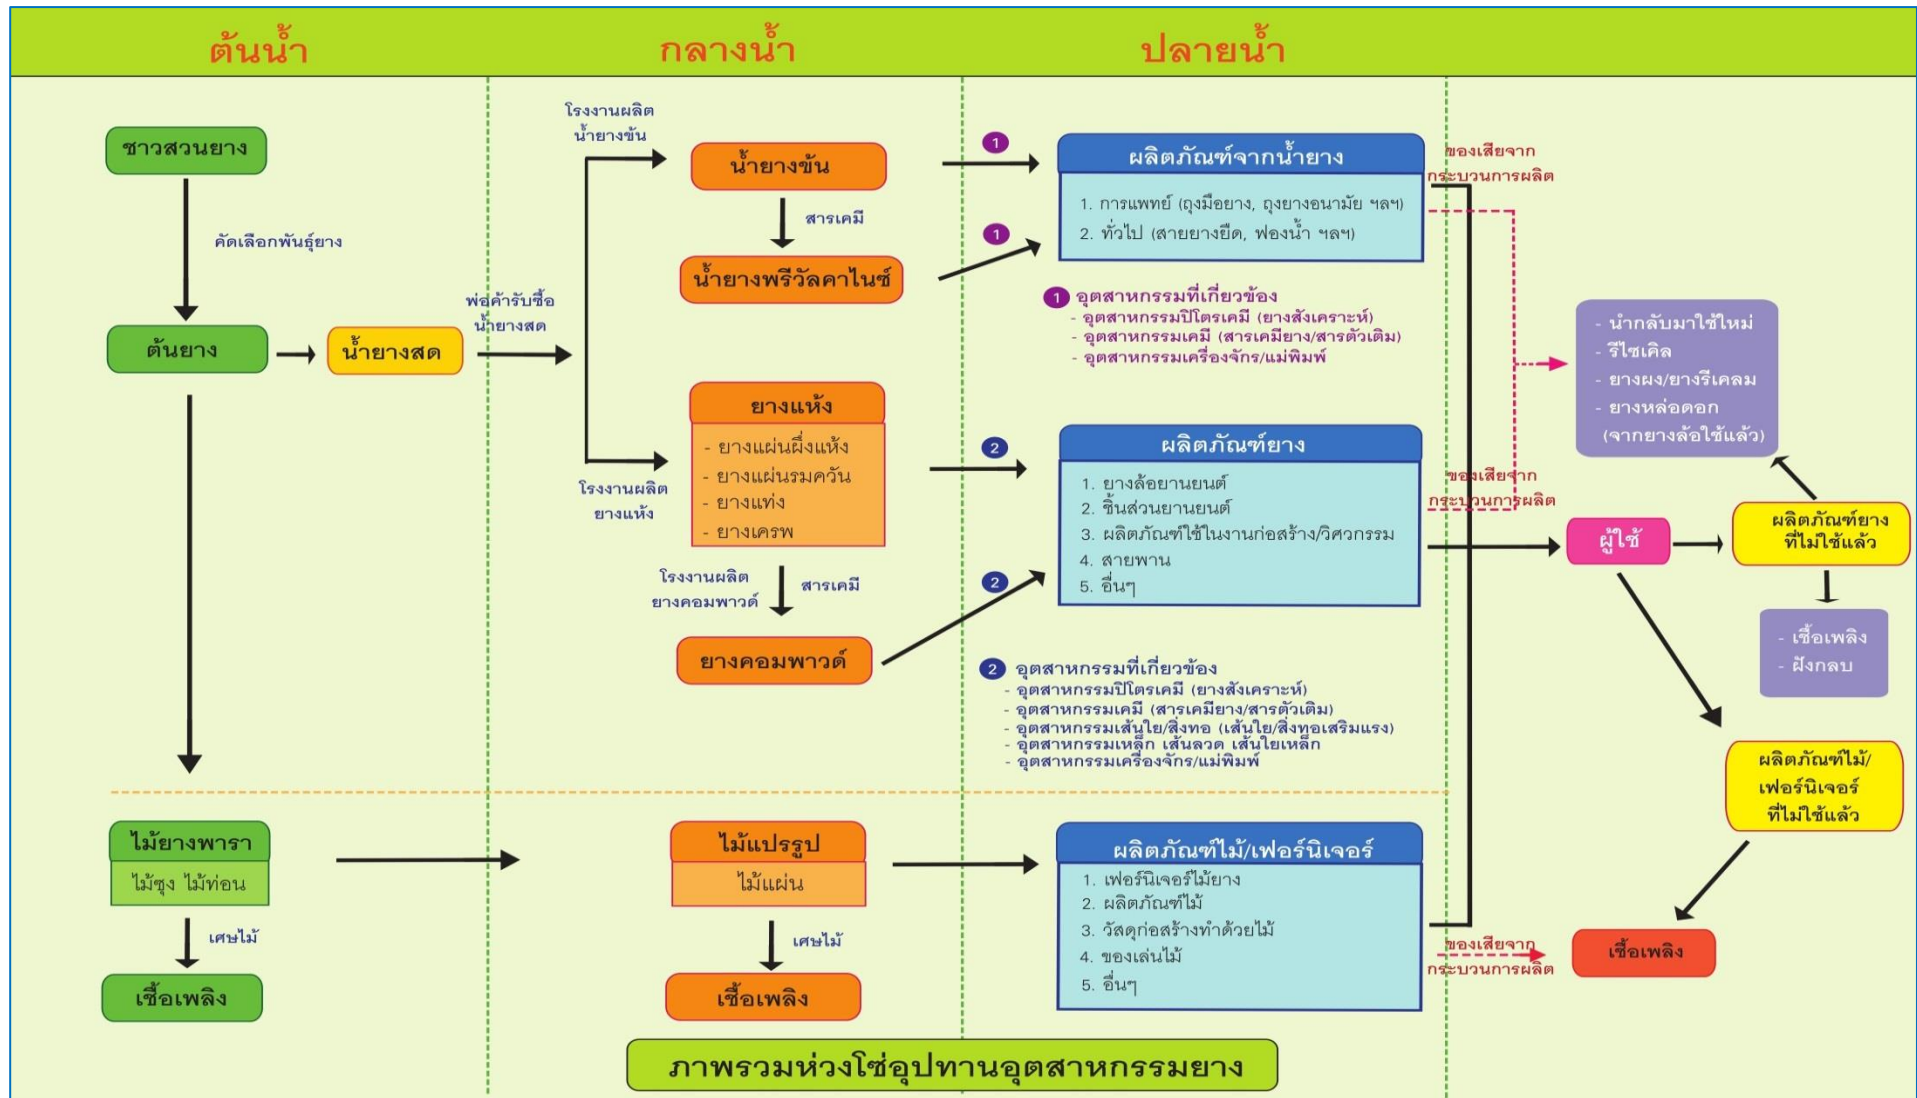 ต้นน้ำ
กลางน้ำ
ปลายน้ำ
ชาวสวนยาง
คัดเลือกพันธุ์ยาง
ต้นยาง
น้ำยางสด
พ่อค้ารับซื้อ
น้ำยางสด
ไม้ยางพารา
ไม้ซุง ไม้ท่อน
เศษไม้
เชื้อเพลิง
โรงงานผลิต
น้ำยางข้น
น้ำยางข้น
สารเคมี
น้ำยางพรีวัลคาไนซ์
ยางแห้ง
- ยางแผ่นผึ่งแห้ง
- ยางแผ่นรมควัน
- ยางแท่ง
- ยางเครพ
โรงงานผลิต
ยางแห้ง
โรงงานผลิต
ยางคอมพาวด์
สารเคมี
ยางคอมพาวด์
ไม้แปรรูป
ไม้แผ่น
เศษไม้
เชื้อเพลิง
1
1
ผลิตภัณฑ์จากน้ำยาง
1. การแพทย์ (ถุงมือยาง, ถุงยางอนามัย ฯลฯ)
2. ทั่วไป (สายยางยืด, ฟองน้ำ ฯลฯ)
1 อุตสาหกรรมที่เกี่ยวข้อง
- อุตสาหกรรมปิโตรเคมี (ยางสังเคราะห์)
- อุตสาหกรรมเคมี (สารเคมียาง/สารตัวเติม)
- อุตสาหกรรมเครื่องจักร/แม่พิมพ์
2
2
ผลิตภัณฑ์ยาง
1. ยางล้อยานยนต์
2. ชิ้นส่วนยานยนต์
3. ผลิตภัณฑ์ใช้ในงานก่อสร้าง/วิศวกรรม
4. สายพาน
5. อื่นๆ
2 อุตสาหกรรมที่เกี่ยวข้อง
- อุตสาหกรรมปิโตรเคมี (ยางสังเคราะห์)
- อุตสาหกรรมเคมี (สารเคมียาง/สารตัวเติม)
- อุตสาหกรรมเส้นใย/สิ่งทอ (เส้นใย/สิ่งทอเสริมแรง)
- อุตสาหกรรมเหล็ก เส้นลวด เส้นใยเหล็ก
- อุตสาหกรรมเครื่องจักร/แม่พิมพ์
ผลิตภัณฑ์ไม้/เฟอร์นิเจอร์
1. เฟอร์นิเจอร์ไม้ยาง
2. ผลิตภัณฑ์ไม้
3. วัสดุก่อสร้างทำด้วยไม้
4. ของเล่นไม้
5. อื่นๆ
ของเสียจาก
กระบวนการผลิต
ของเสียจาก
กระบวนการผลิต
ของเสียจาก
กระบวนการผลิต
- นำกลับมาใช้ใหม่
- รีไซเคิล
- ยางผง/ยางรีเคลม
- ยางหล่อดอก
(จากยางล้อใช้แล้ว)
ผู้ใช้
ผลิตภัณฑ์ยาง
ที่ไม่ใช้แล้ว
- เชื้อเพลิง
- ฝังกลบ
ผลิตภัณฑ์ไม้/
เฟอร์นิเจอร์
ที่ไม่ใช้แล้ว
เชื้อเพลิง
ภาพรวมห่วงโซ่อุปทานอุตสาหกรรมยาง